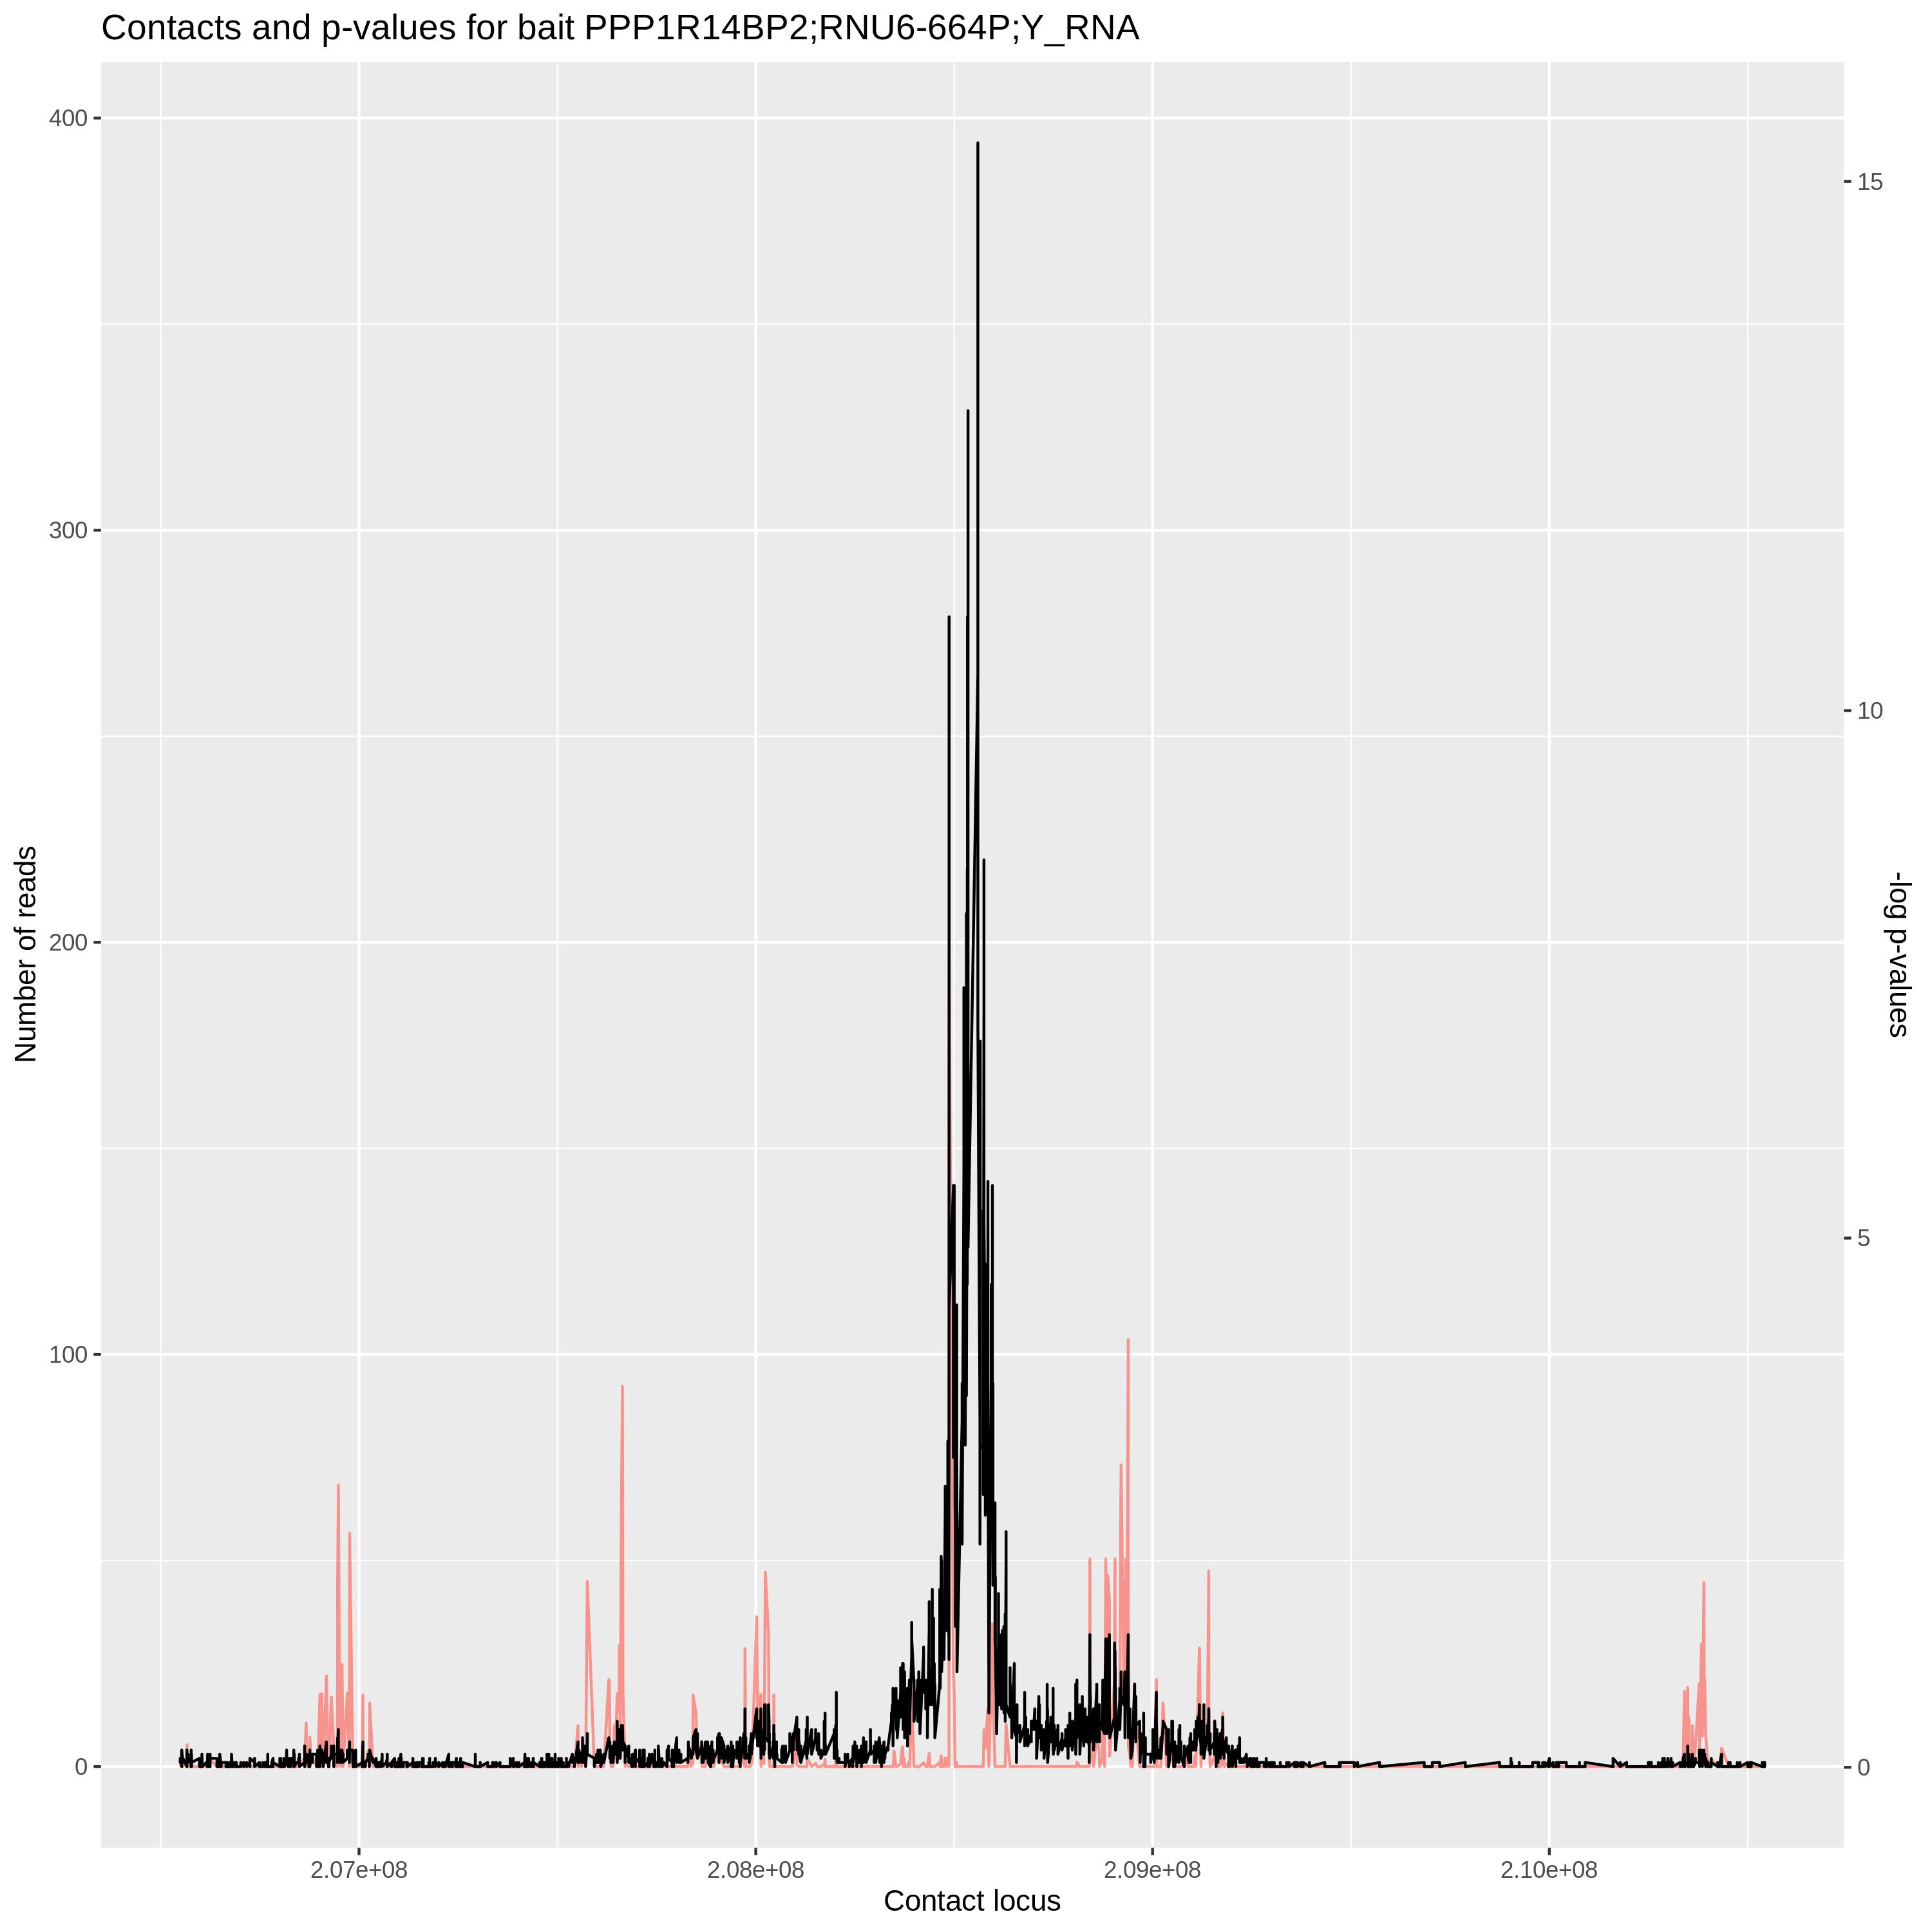 Contacts and p-values for bait PPP1R14BP2;RNU6-664P;Y_RNA
400
300
200
100
0
Number of reads
15
10
5
0
-log p-values
2.07e+08
2.08e+08
2.09e+08
2.10e+08
Contact locus